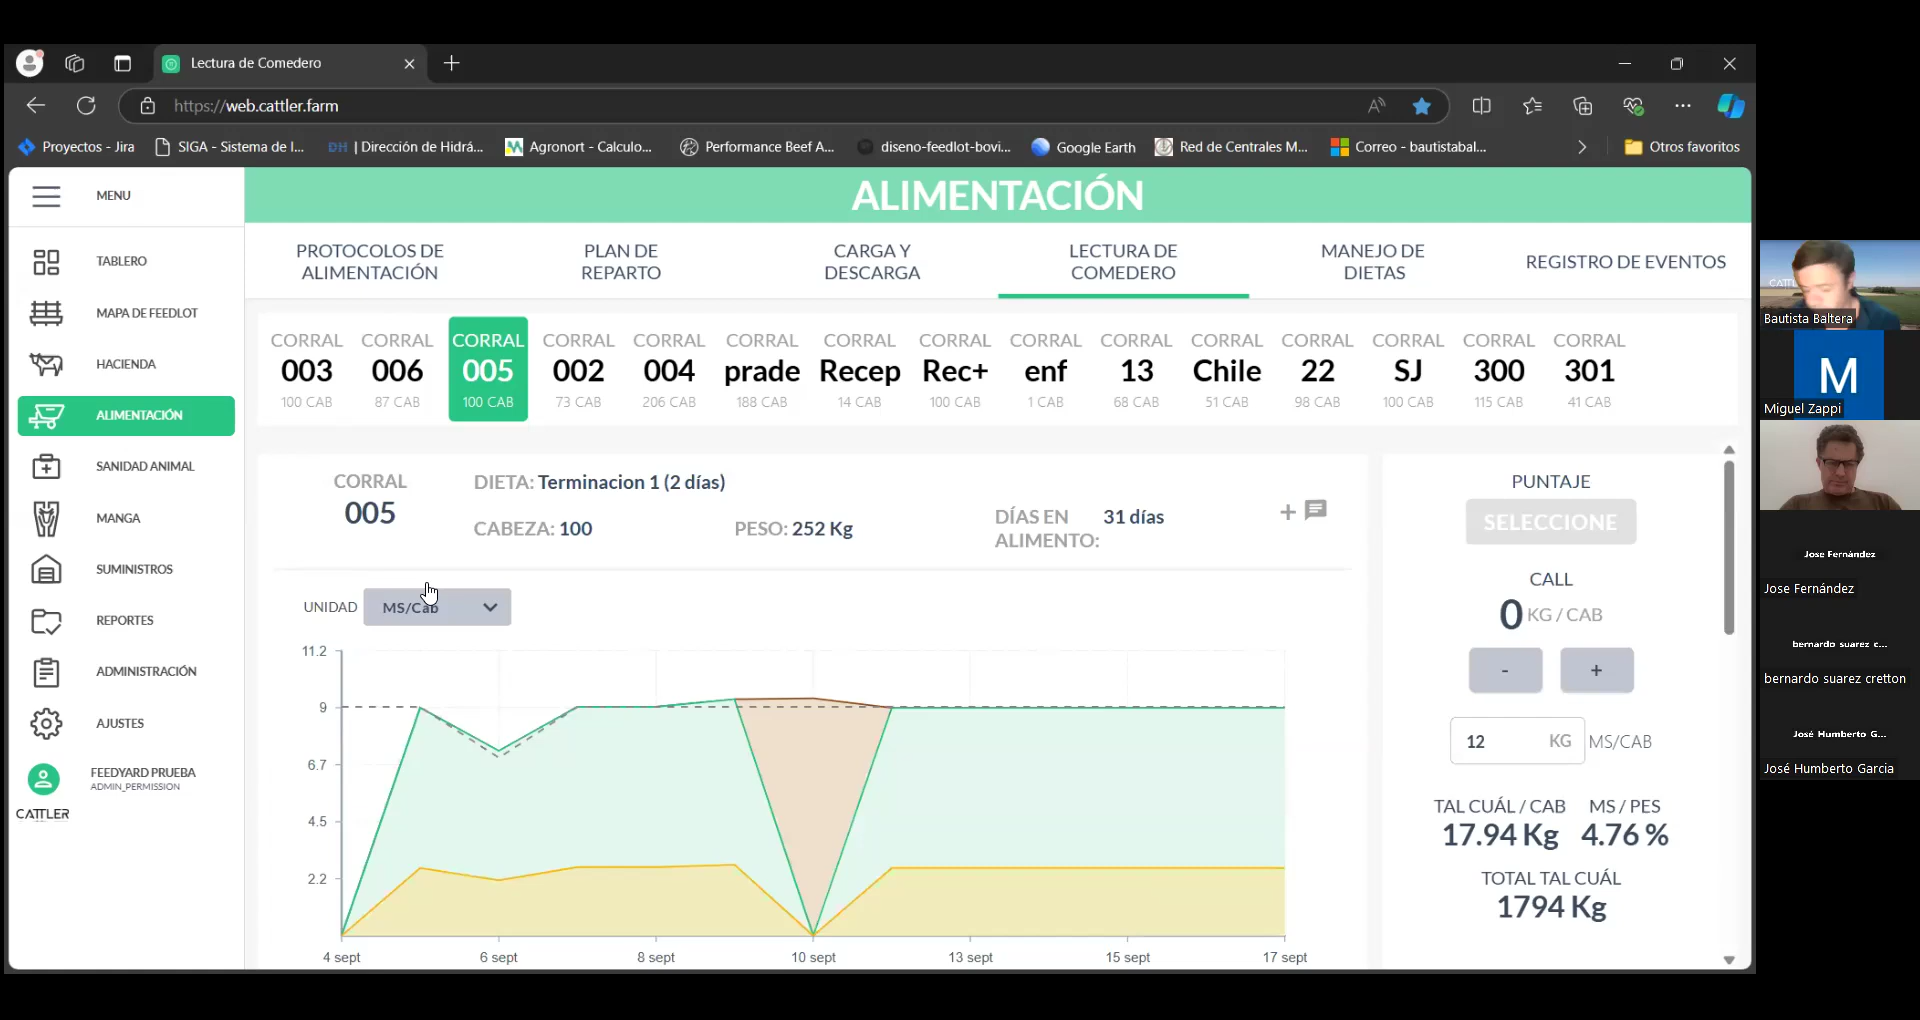 Lectura de Comedero
https://web.cattler.farm
Proyectos - Jira
SIGA - Sistema de I...
DH | Dirección de Hidrá...
Agronort - Calculo...
Performance Beef A...
diseno-feedlot-bovi...
Google Earth
Red de Centrales M...
Correo - bautistabal...
Otros favoritos
MENU
TABLERO
MAPA DE FEEDLOT
HACIENDA
ALIMENTACIÓN
SANIDAD ANIMAL
MANGA
SUMINISTROS
REPORTES
ADMINISTRACIÓN
AJUSTES
FEEDYARD PRUEBA
ADMIN_PERMISSION
CATTLER
ALIMENTACIÓN
PROTOCOLOS DE
ALIMENTACIÓN
PLAN DE
REPARTO
CARGA Y
DESCARGA
LECTURA DE
COMEDERO
MANEJO DE
DIETAS
REGISTRO DE EVENTOS
CORRAL
003
100 CAB
CORRAL
006
87 CAB
CORRAL
005
100 CAB
CORRAL
002
73 CAB
CORRAL
004
206 CAB
CORRAL
prade
188 CAB
CORRAL
Recep
14 CAB
CORRAL
Rec+
100 CAB
CORRAL
enf
1 CAB
CORRAL
13
68 CAB
CORRAL
Chile
51 CAB
CORRAL
22
98 CAB
CORRAL
SJ
100 CAB
CORRAL
300
115 CAB
CORRAL
301
41 CAB
CORRAL
005
DIETA: Terminacion 1 (2 días)
CABEZA: 100
PESO: 252 Kg
DÍAS EN
ALIMENTO:
31 días
UNIDAD
MS/Cab
11.2
9
6.7
4.5
2.2
4 sept
6 sept
8 sept
10 sept
13 sept
15 sept
17 sept
PUNTAJE
SELECCIONE
CALL
0 KG / CAB
-
+
12 KG MS/CAB
TAL CUÁL / CAB
17.94 Kg
MS / PES
4.76 %
TOTAL TAL CUÁL
1794 Kg
Bautista Baltera
M
Miguel Zappi
Jose Fernández
Jose Fernández
bernardo suarez c...
bernardo suarez cretton
José Humberto G...
José Humberto Garcia